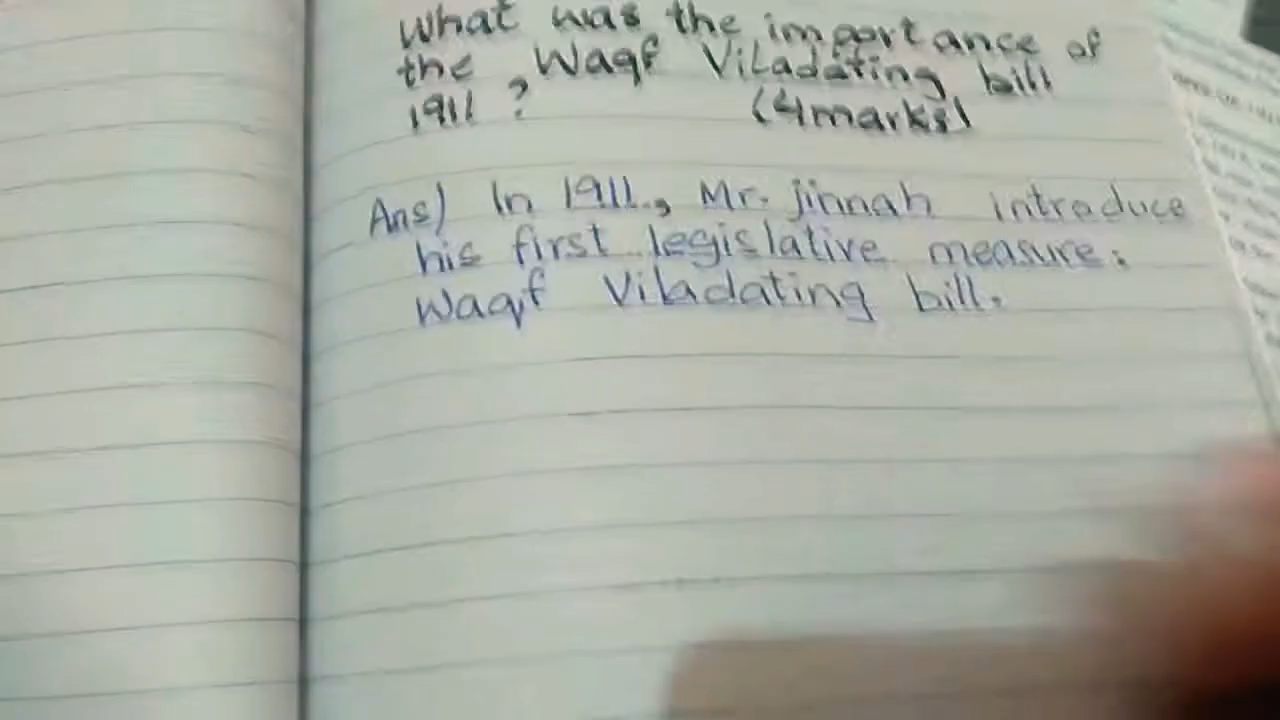 What was the importance of
the , Waqf Viladating bill
1911 ? (4marks)
Ans) In 1911., Mr. jinnah introduce
his first legislative measure:
Waqf Viladating bill.